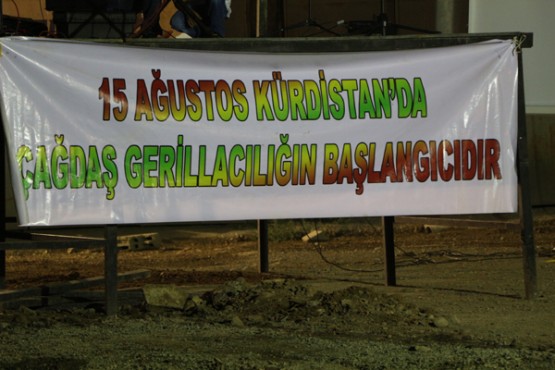 15 AĞUSTOS KÜRDİSTAN'DA
ÇAĞDAŞ GERİLLACILIĞIN BAŞLANGICIDIR